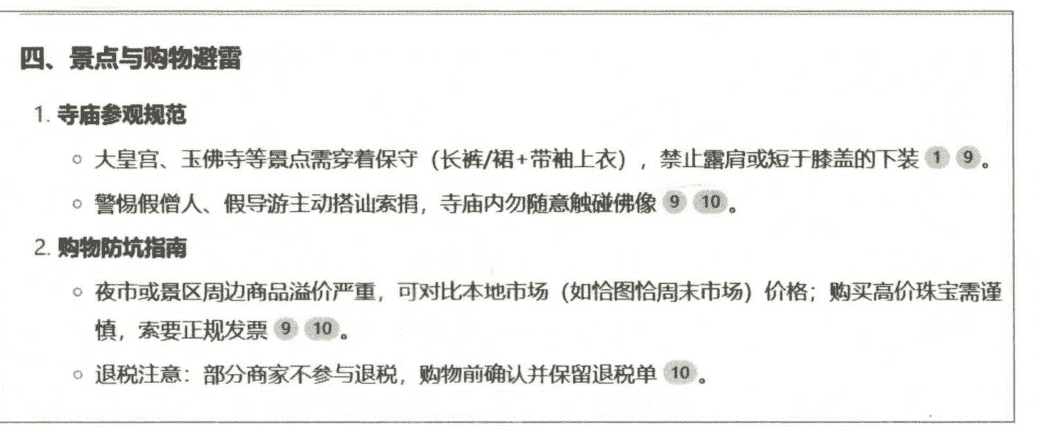 四、景点与购物避雷
1. 寺庙参观规范
○ 大皇宫、玉佛寺等景点需穿着保守（长裤/裙+带袖上衣），禁止露肩或短于膝盖的下装 1 9 。
○ 警惕假僧人、假导游主动搭讪索捐，寺庙内勿随意触碰佛像 9 10 。
2. 购物防坑指南
○ 夜市或景区周边商品溢价严重，可对比本地市场（如恰图恰周末市场）价格；购买高价珠宝需谨
慎，索要正规发票 9 10 。
○ 退税注意：部分商家不参与退税，购物前确认并保留退税单 10 。